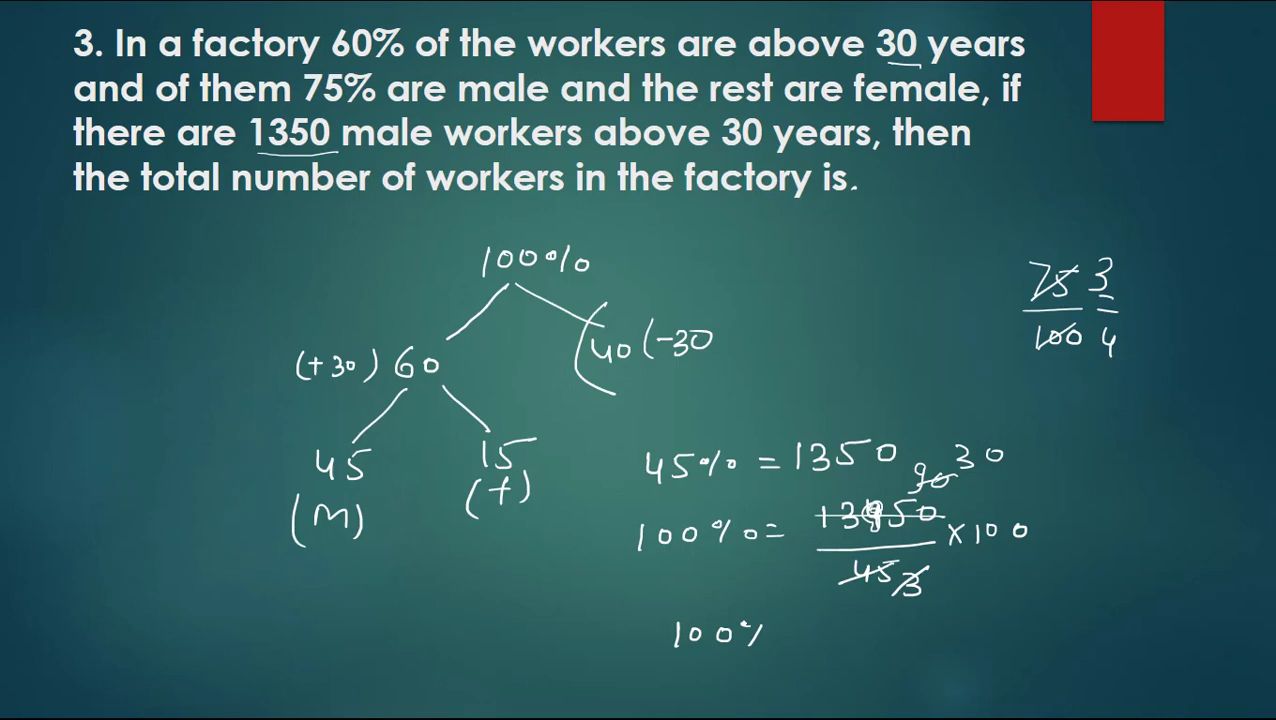 3. In a factory 60% of the workers are above 30 years
and of them 75% are male and the rest are female, if
there are 1350 male workers above 30 years, then
the total number of workers in the factory is.
100%
75 3
100 4
(+30) 60
40 (-30
45
15
(M)
(f)
45% = 1350
90 30
100% = 1350 × 100
45 3
100%